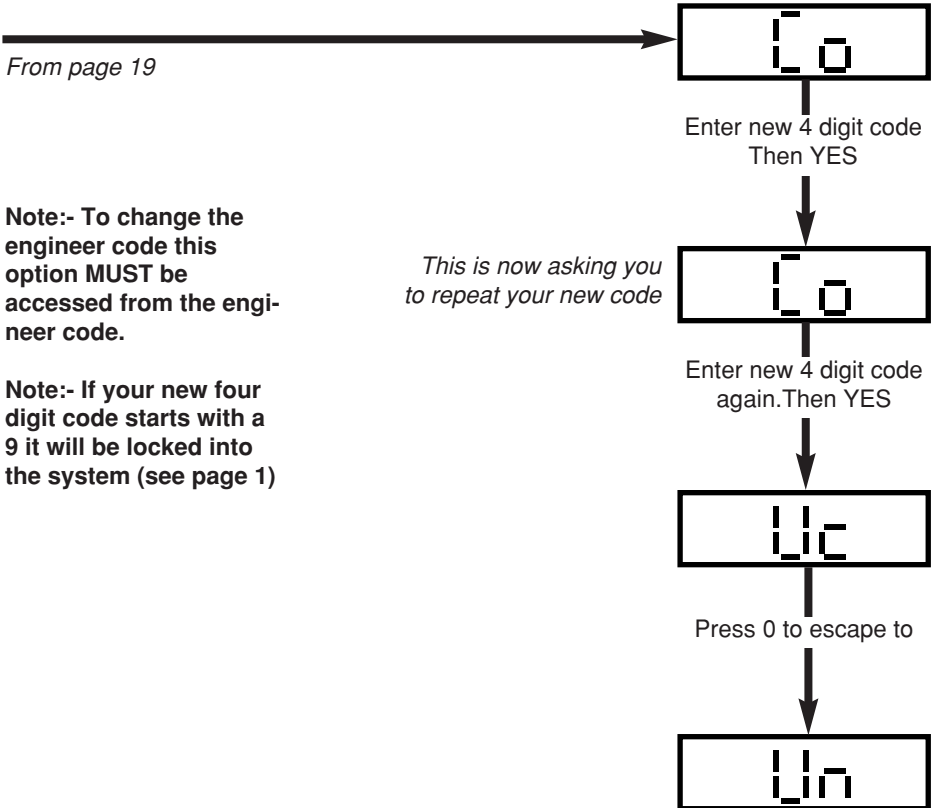 Co
From page 19
Enter new 4 digit code
Then YES
Note:- To change the
engineer code this
option MUST be
accessed from the engi-
neer code.
This is now asking you
to repeat your new code
Co
Enter new 4 digit code
again.Then YES
Note:- If your new four
digit code starts with a
9 it will be locked into
the system (see page 1)
Uc
Press 0 to escape to
Un